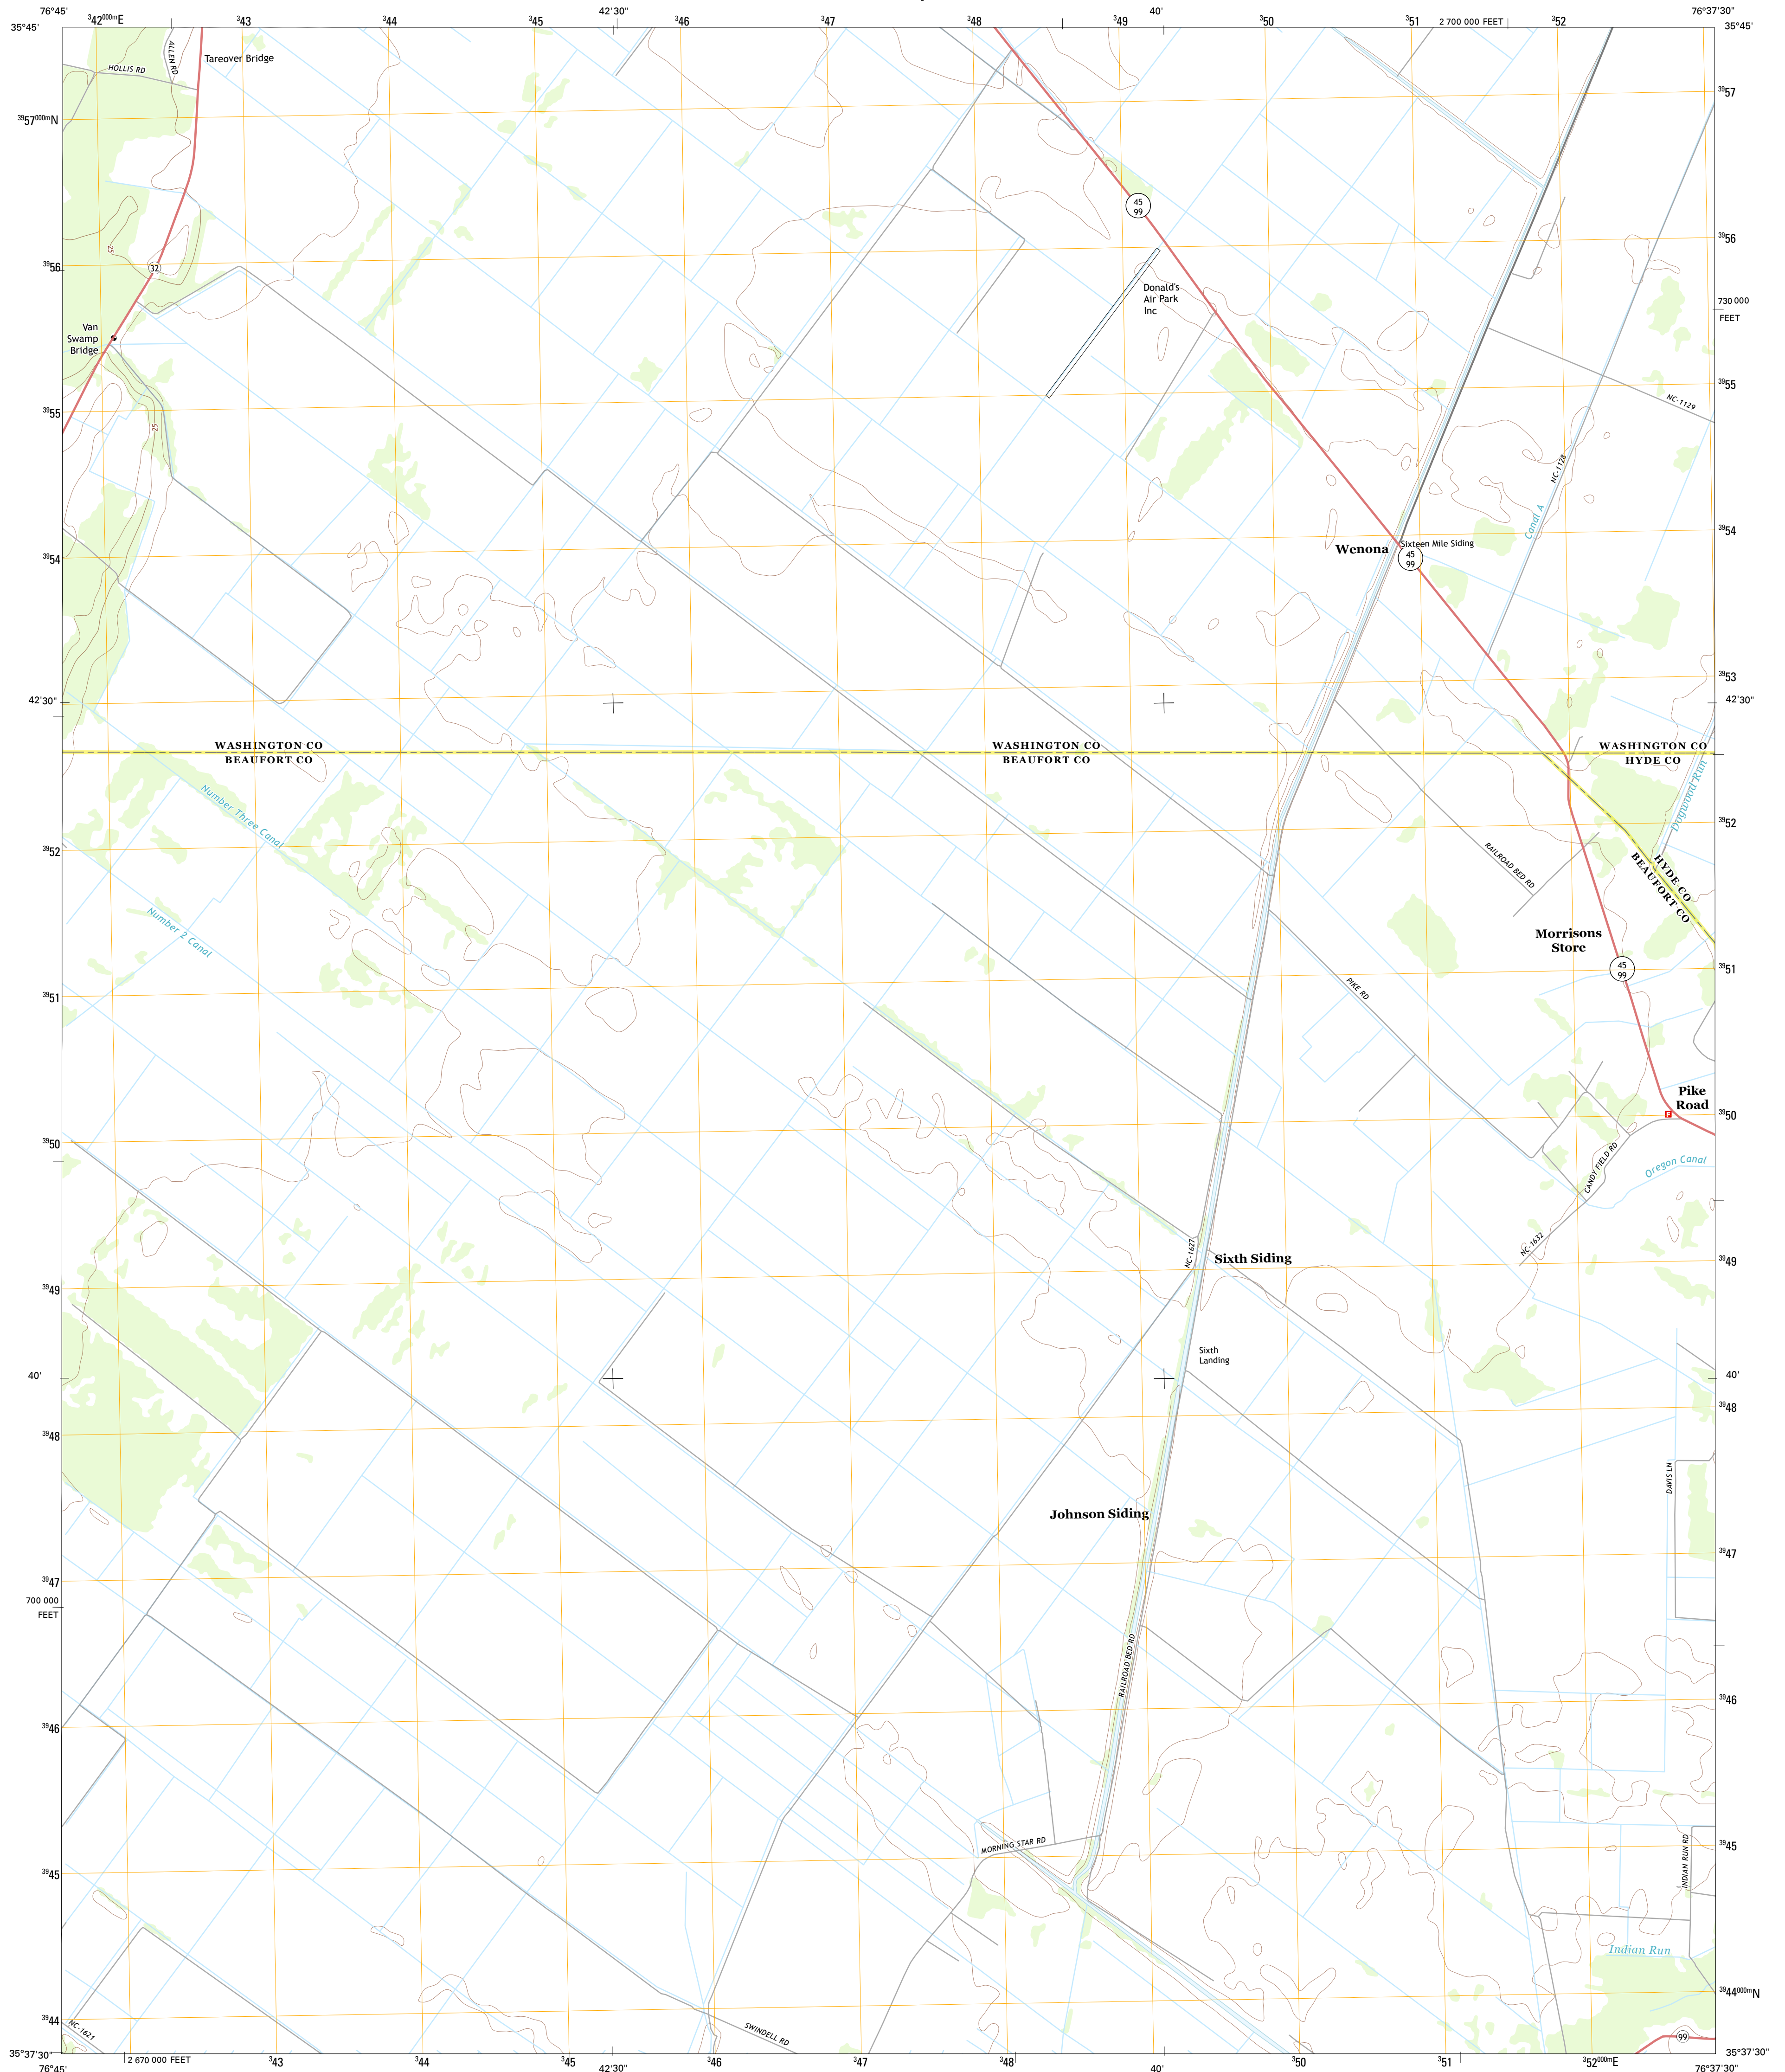 76°45'
³42⁰⁰⁰ᵐE
³43
³44
³45
42'30"
³46
³47
³48
³49
40'
³50
³51
2 700 000 FEET
³52
76°37'30"
35°45'
35°45'
ALLEN RD
HOLLIS RD
Tareover Bridge
³⁹57
³⁹57⁰⁰⁰ᵐN
45
99
25
32
³⁹56
³⁹56
Donald's
Air Park
Inc
730 000
FEET
Van
Swamp
Bridge
³⁹55
³⁹55
NC-1129
25
NC-1128
Canal A
³⁹54
³⁹54
Wenona
Sixteen Mile Siding
45
99
³⁹53
42'30"
42'30"
WASHINGTON CO
BEAUFORT CO
WASHINGTON CO
BEAUFORT CO
WASHINGTON CO
HYDE CO
Dogwood Run
Number Three Canal
³⁹52
³⁹52
RAILROAD BED RD
HYDE CO
BEAUFORT CO
Number 2 Canal
Morrisons
Store
45
99
³⁹51
³⁹51
PIKE RD
Pike
Road
F
³⁹50
³⁹50
CANDY FIELD RD
Oregon Canal
NC-1632
NC-1627
Sixth Siding
³⁹49
³⁹49
Sixth
Landing
40'
40'
³⁹48
³⁹48
DAVIS LN
Johnson Siding
³⁹47
³⁹47
700 000
FEET
RAILROAD BED RD
³⁹46
³⁹46
MORNING STAR RD
INDIAN RUN RD
³⁹45
³⁹45
Indian Run
³⁹44⁰⁰⁰ᵐN
³⁹44
NC-1621
SWINDELL RD
99
35°37'30"
35°37'30"
76°45'
2 670 000 FEET
³43
³44
³45
42'30"
³46
³47
³48
40'
³50
³51
³52⁰⁰⁰ᵐE
76°37'30"